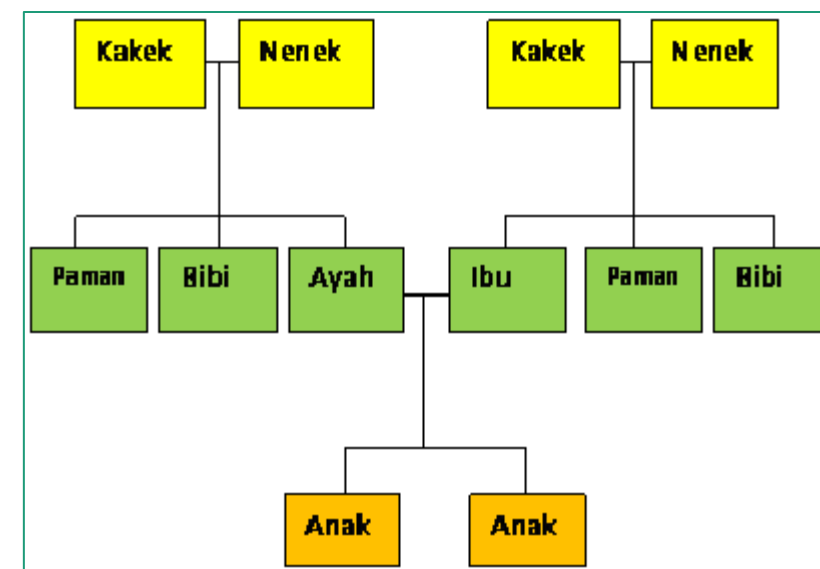 Kakek
Nenek
Kakek
Nenek
Paman
Bibi
Ayah
Ibu
Paman
Bibi
Anak
Anak